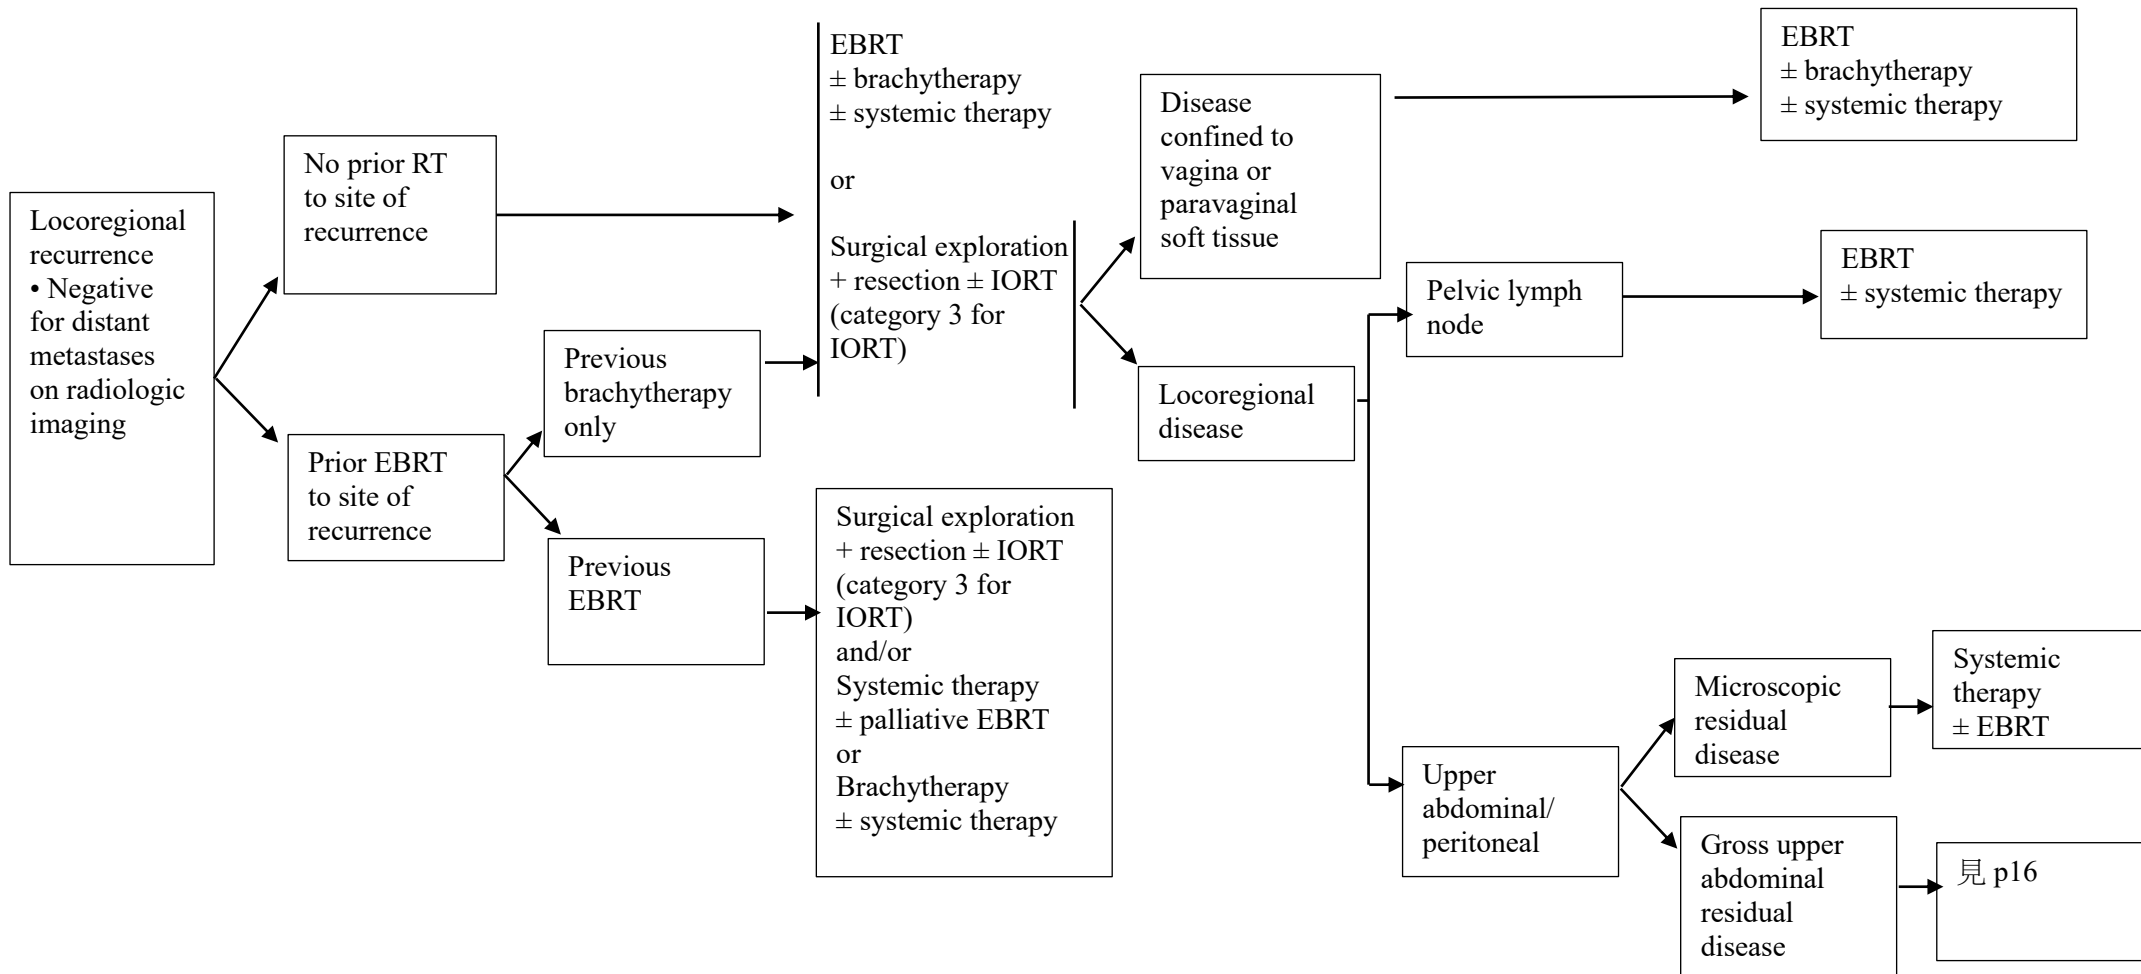 Locoregional
recurrence
• Negative
for distant
metastases
on radiologic
imaging
No prior RT
to site of
recurrence
Prior EBRT
to site of
recurrence
Previous
brachytherapy
only
Previous
EBRT
EBRT
± brachytherapy
± systemic therapy
or
Surgical exploration
+ resection ± IORT
(category 3 for
IORT)
Surgical exploration
+ resection ± IORT
(category 3 for
IORT)
and/or
Systemic therapy
± palliative EBRT
or
Brachytherapy
± systemic therapy
Disease
confined to
vagina or
paravaginal
soft tissue
Locoregional
disease
EBRT
± brachytherapy
± systemic therapy
Pelvic lymph
node
EBRT
± systemic therapy
Upper
abdominal/
peritoneal
Microscopic
residual
disease
Systemic
therapy
± EBRT
Gross upper
abdominal
residual
disease
見 p16